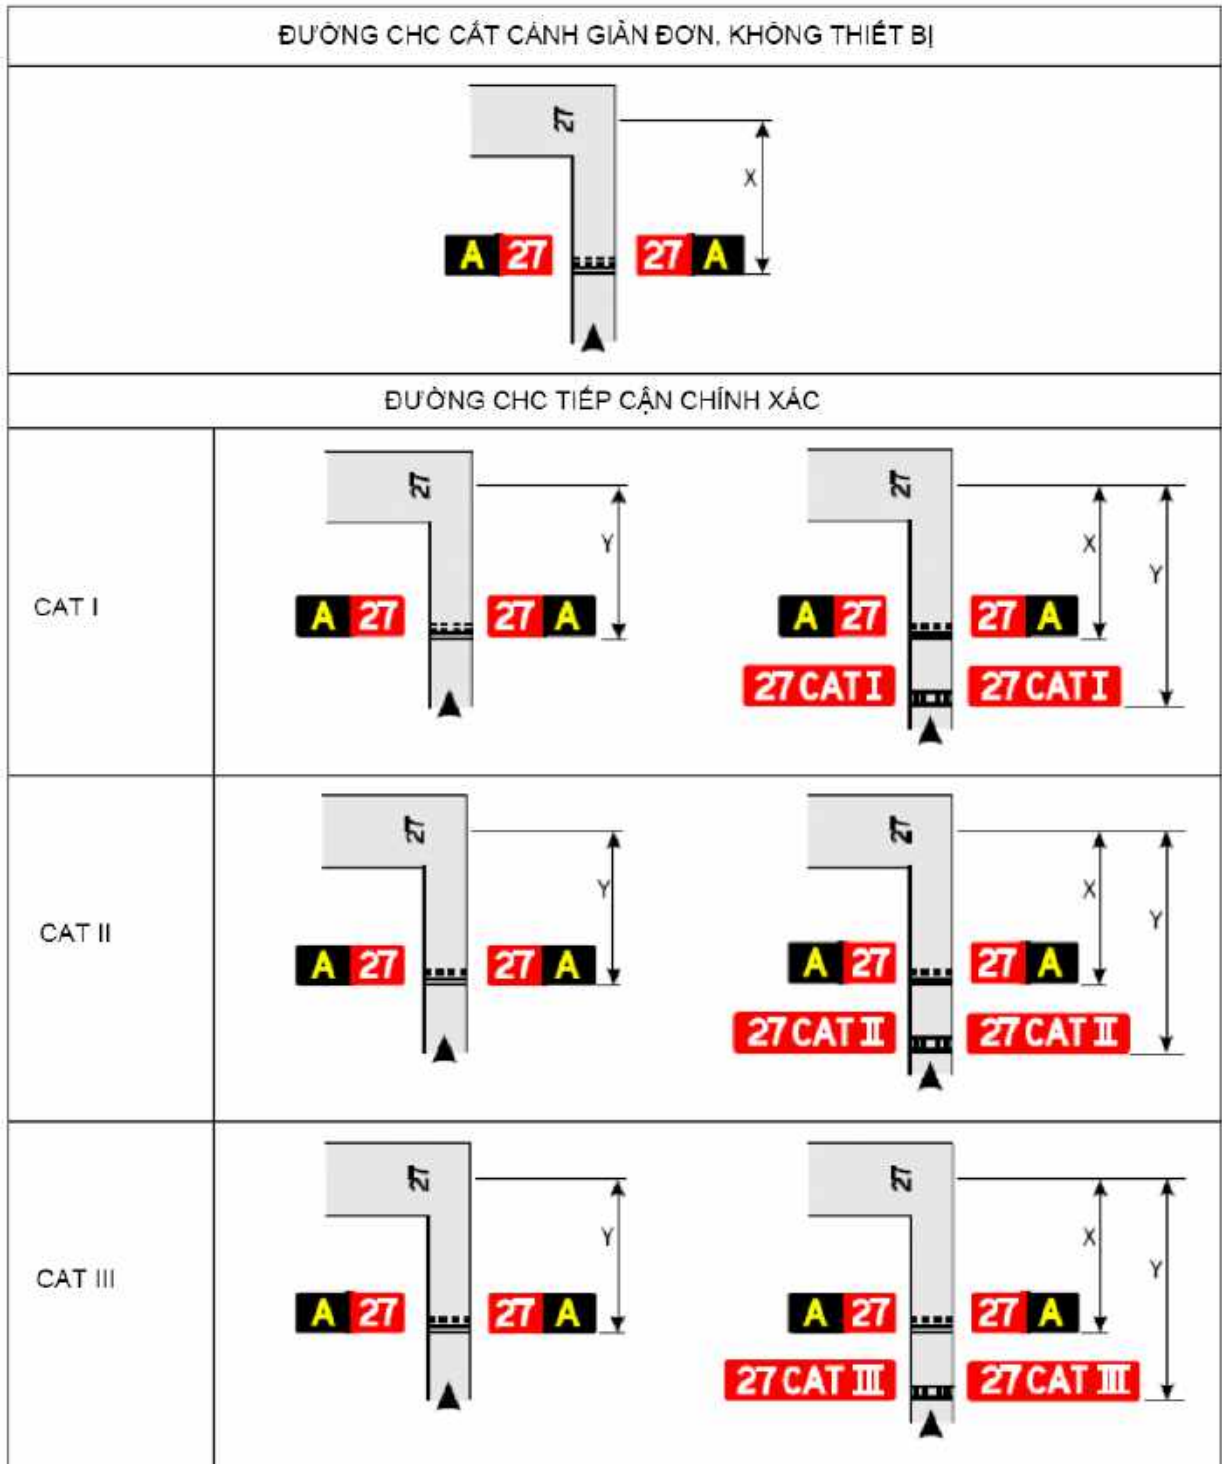 ĐƯỜNG CHC CẤT CÁNH GIẢN ĐƠN, KHÔNG THIẾT BỊ
27
X
A 27 27 A
ĐƯỜNG CHC TIẾP CẬN CHÍNH XÁC
CAT I
27
Y
A 27 27 A
27
X
Y
A 27 27 A
27 CAT I 27 CAT I
CAT II
27
Y
A 27 27 A
27
X
Y
A 27 27 A
27 CAT II 27 CAT II
CAT III
27
Y
A 27 27 A
27
X
Y
A 27 27 A
27 CAT III 27 CAT III